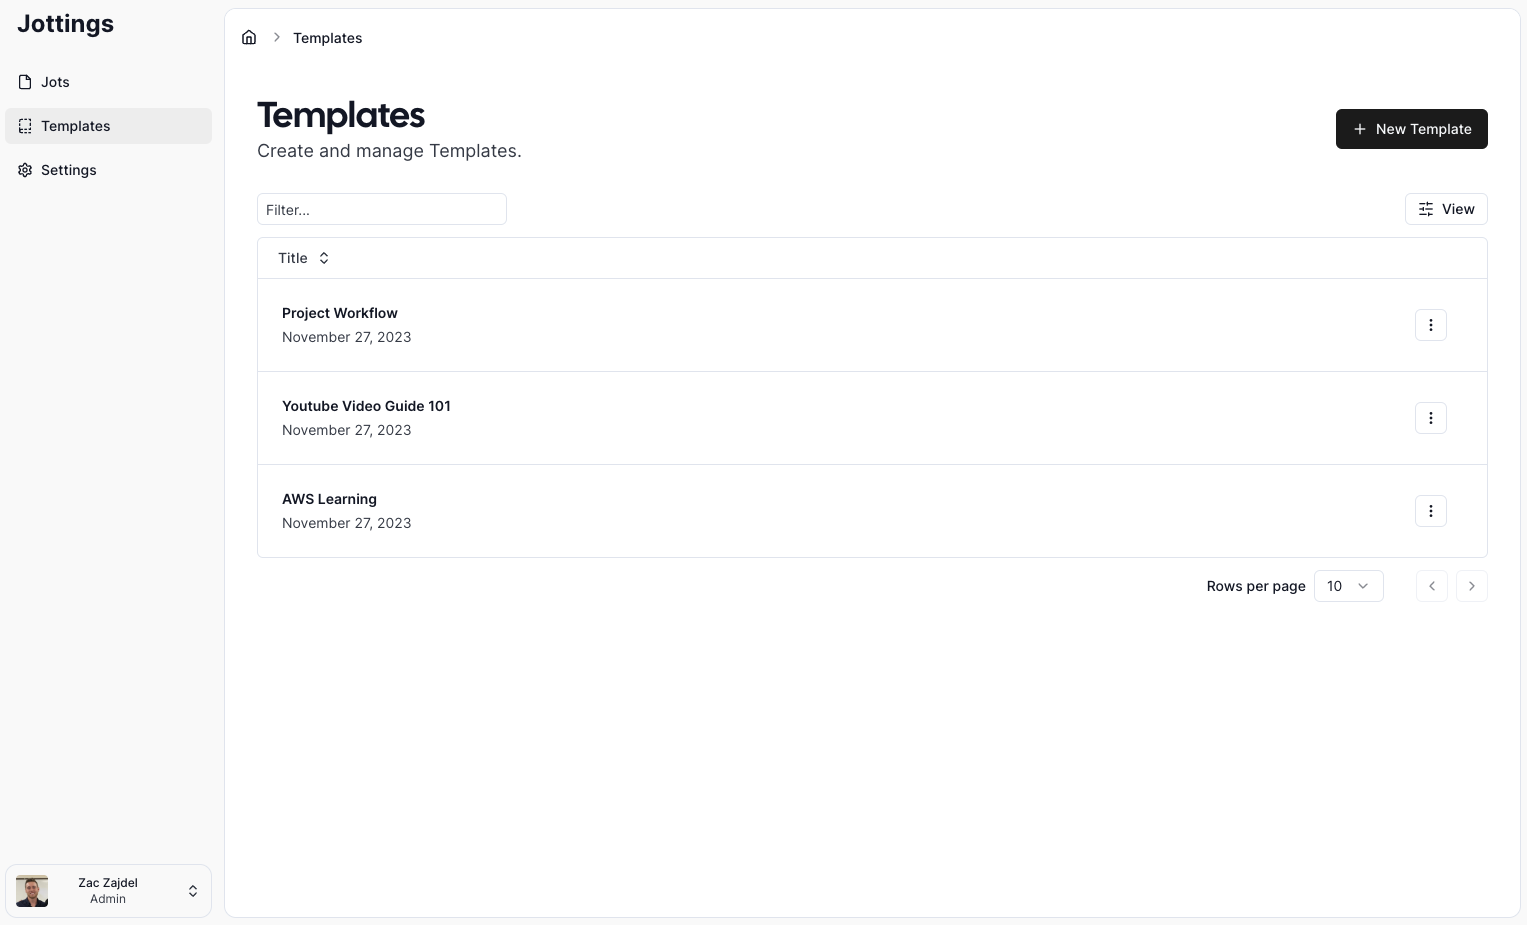 Jottings
Jots
Templates
Settings
Templates
Templates
Create and manage Templates.
New Template
Filter...
View
Title
Project Workflow
November 27, 2023
Youtube Video Guide 101
November 27, 2023
AWS Learning
November 27, 2023
Rows per page 10
Zac Zajdel
Admin